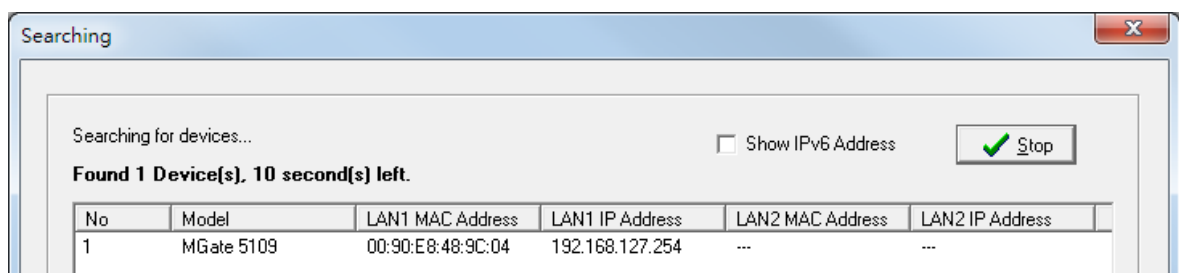 Searching
Searching for devices...
Show IPv6 Address
Stop
Found 1 Device(s), 10 second(s) left.
No Model LAN1 MAC Address LAN1 IP Address LAN2 MAC Address LAN2 IP Address
1 MGate 5109 00:90:E8:48:9C:04 192.168.127.254 --- ---